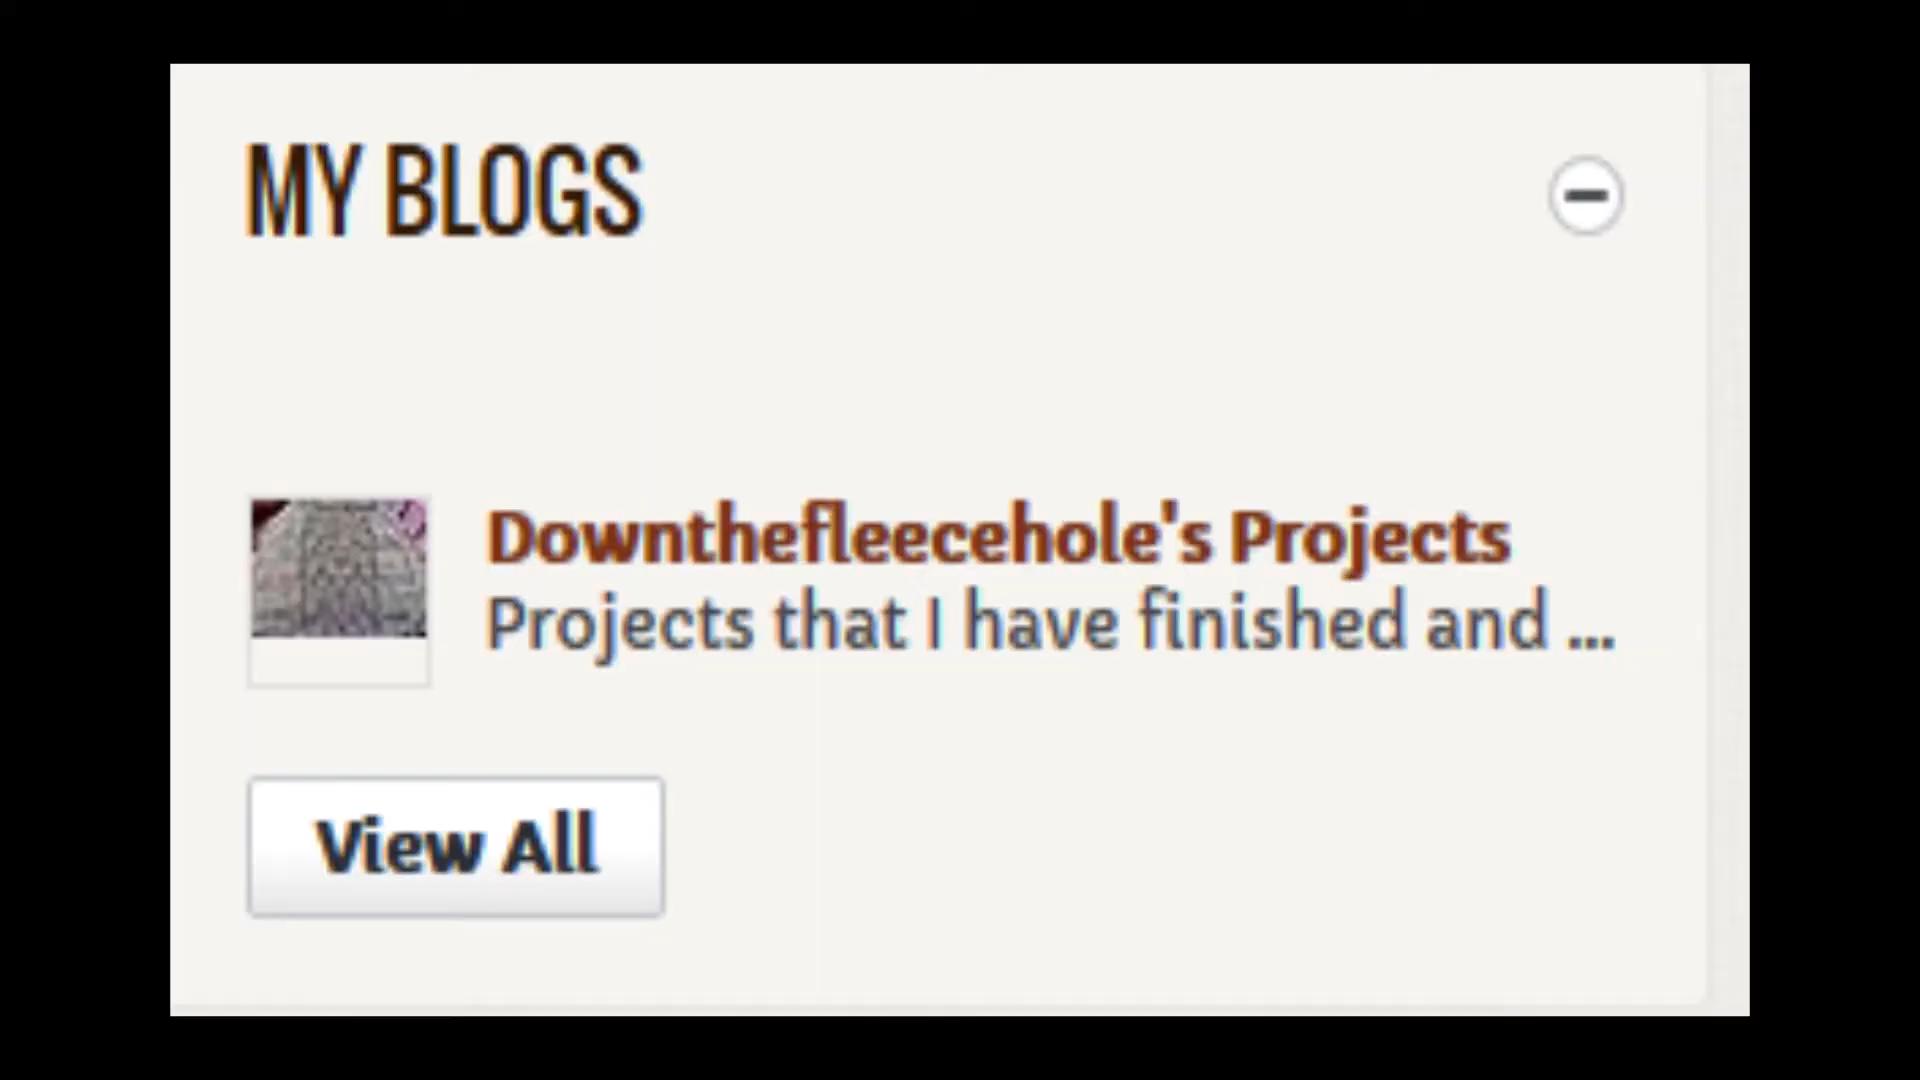 MY BLOGS
Downthefleecehole's Projects
Projects that I have finished and ...
View All